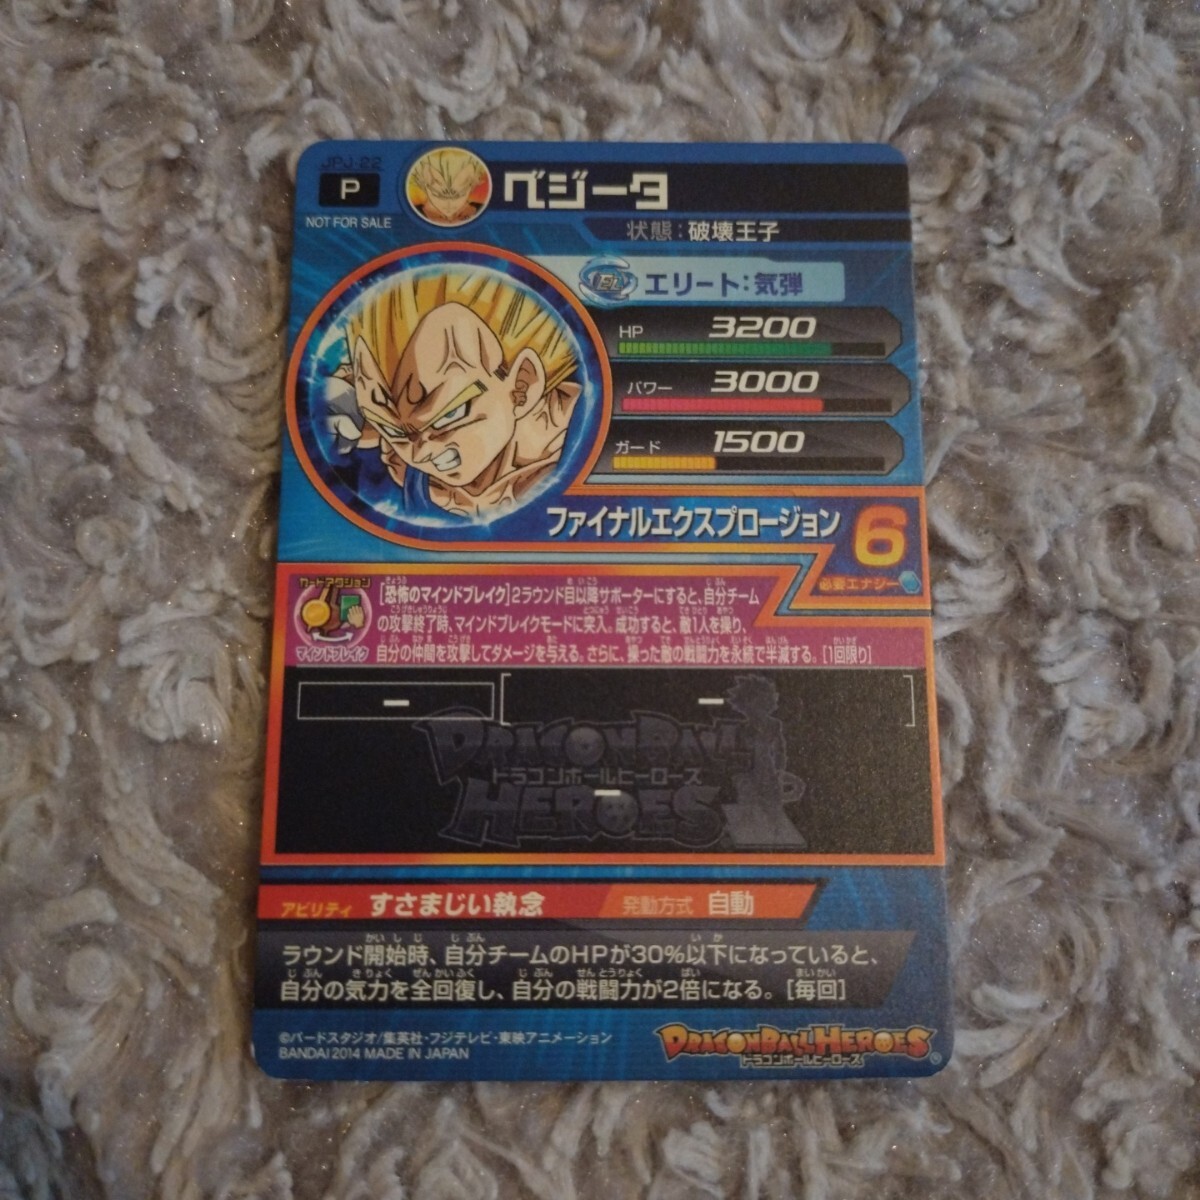 JPJ-22
P
NOT FOR SALE
ベジータ
状態：破壊王子
エリート：気弾
HP 3200
パワー 3000
ガード 1500
ファイナルエクスプロージョン 6
必要エナジー
カードアクション
マインドブレイク
[恐怖のマインドブレイク]2ラウンド目以降サポーターにすると、自分チーム
の攻撃終了時、マインドブレイクモードに突入。成功すると、敵1人を操り、
自分の仲間を攻撃してダメージを与える。さらに、操った敵の戦闘力を永続で半減する。[1回限り]
ー ー
DRAGONBALL
ドラゴンボールヒーローズ
ー
HEROES
アビリティ すさまじい執念 発動方式 自動
ラウンド開始時、自分チームのHPが30%以下になっていると、
自分の気力を全回復し、自分の戦闘力が2倍になる。[毎回]
©バードスタジオ/集英社・フジテレビ・東映アニメーション
BANDAI 2014 MADE IN JAPAN
DRAGONBALL HEROES
ドラゴンボールヒーローズ